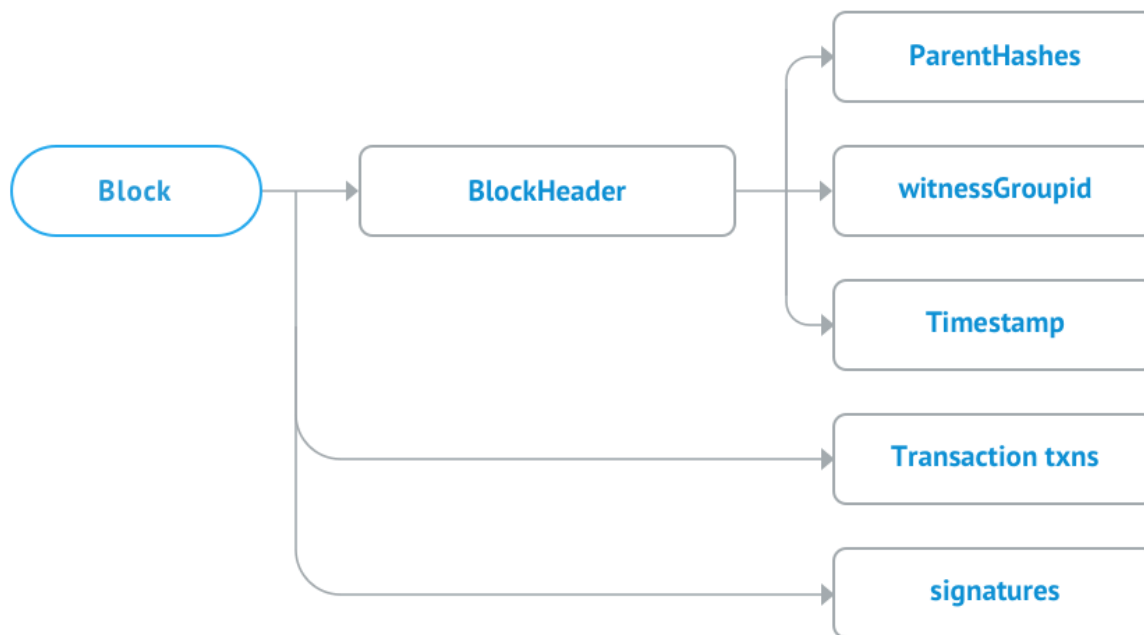 ParentHashes
Block
BlockHeader
witnessGroupid
Timestamp
Transaction txns
signatures